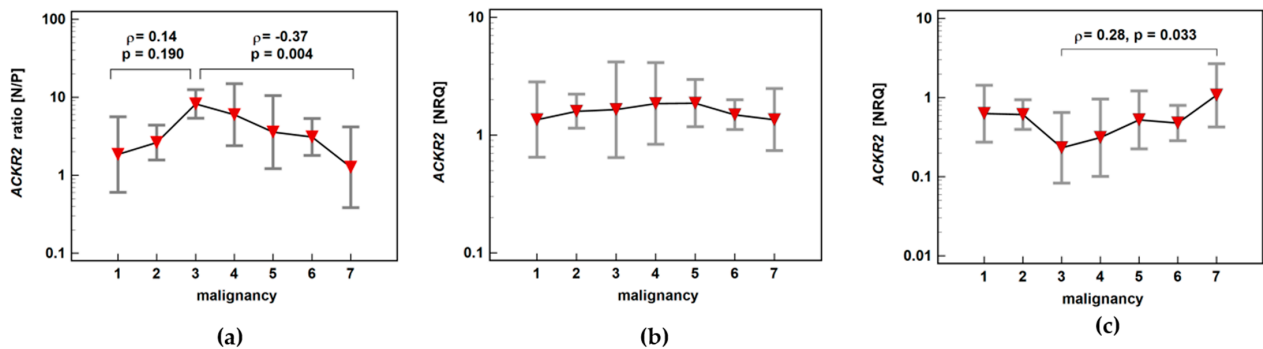 100
10
1
0.1
ACKR2 ratio [N/P]
ρ= 0.14
p = 0.190
ρ= -0.37
p = 0.004
1 2 3 4 5 6 7
malignancy
(a)
10
1
0.1
ACKR2 [NRQ]
1 2 3 4 5 6 7
malignancy
(b)
10
1
0.1
0.01
ACKR2 [NRQ]
ρ = 0.28, p = 0.033
1 2 3 4 5 6 7
malignancy
(c)